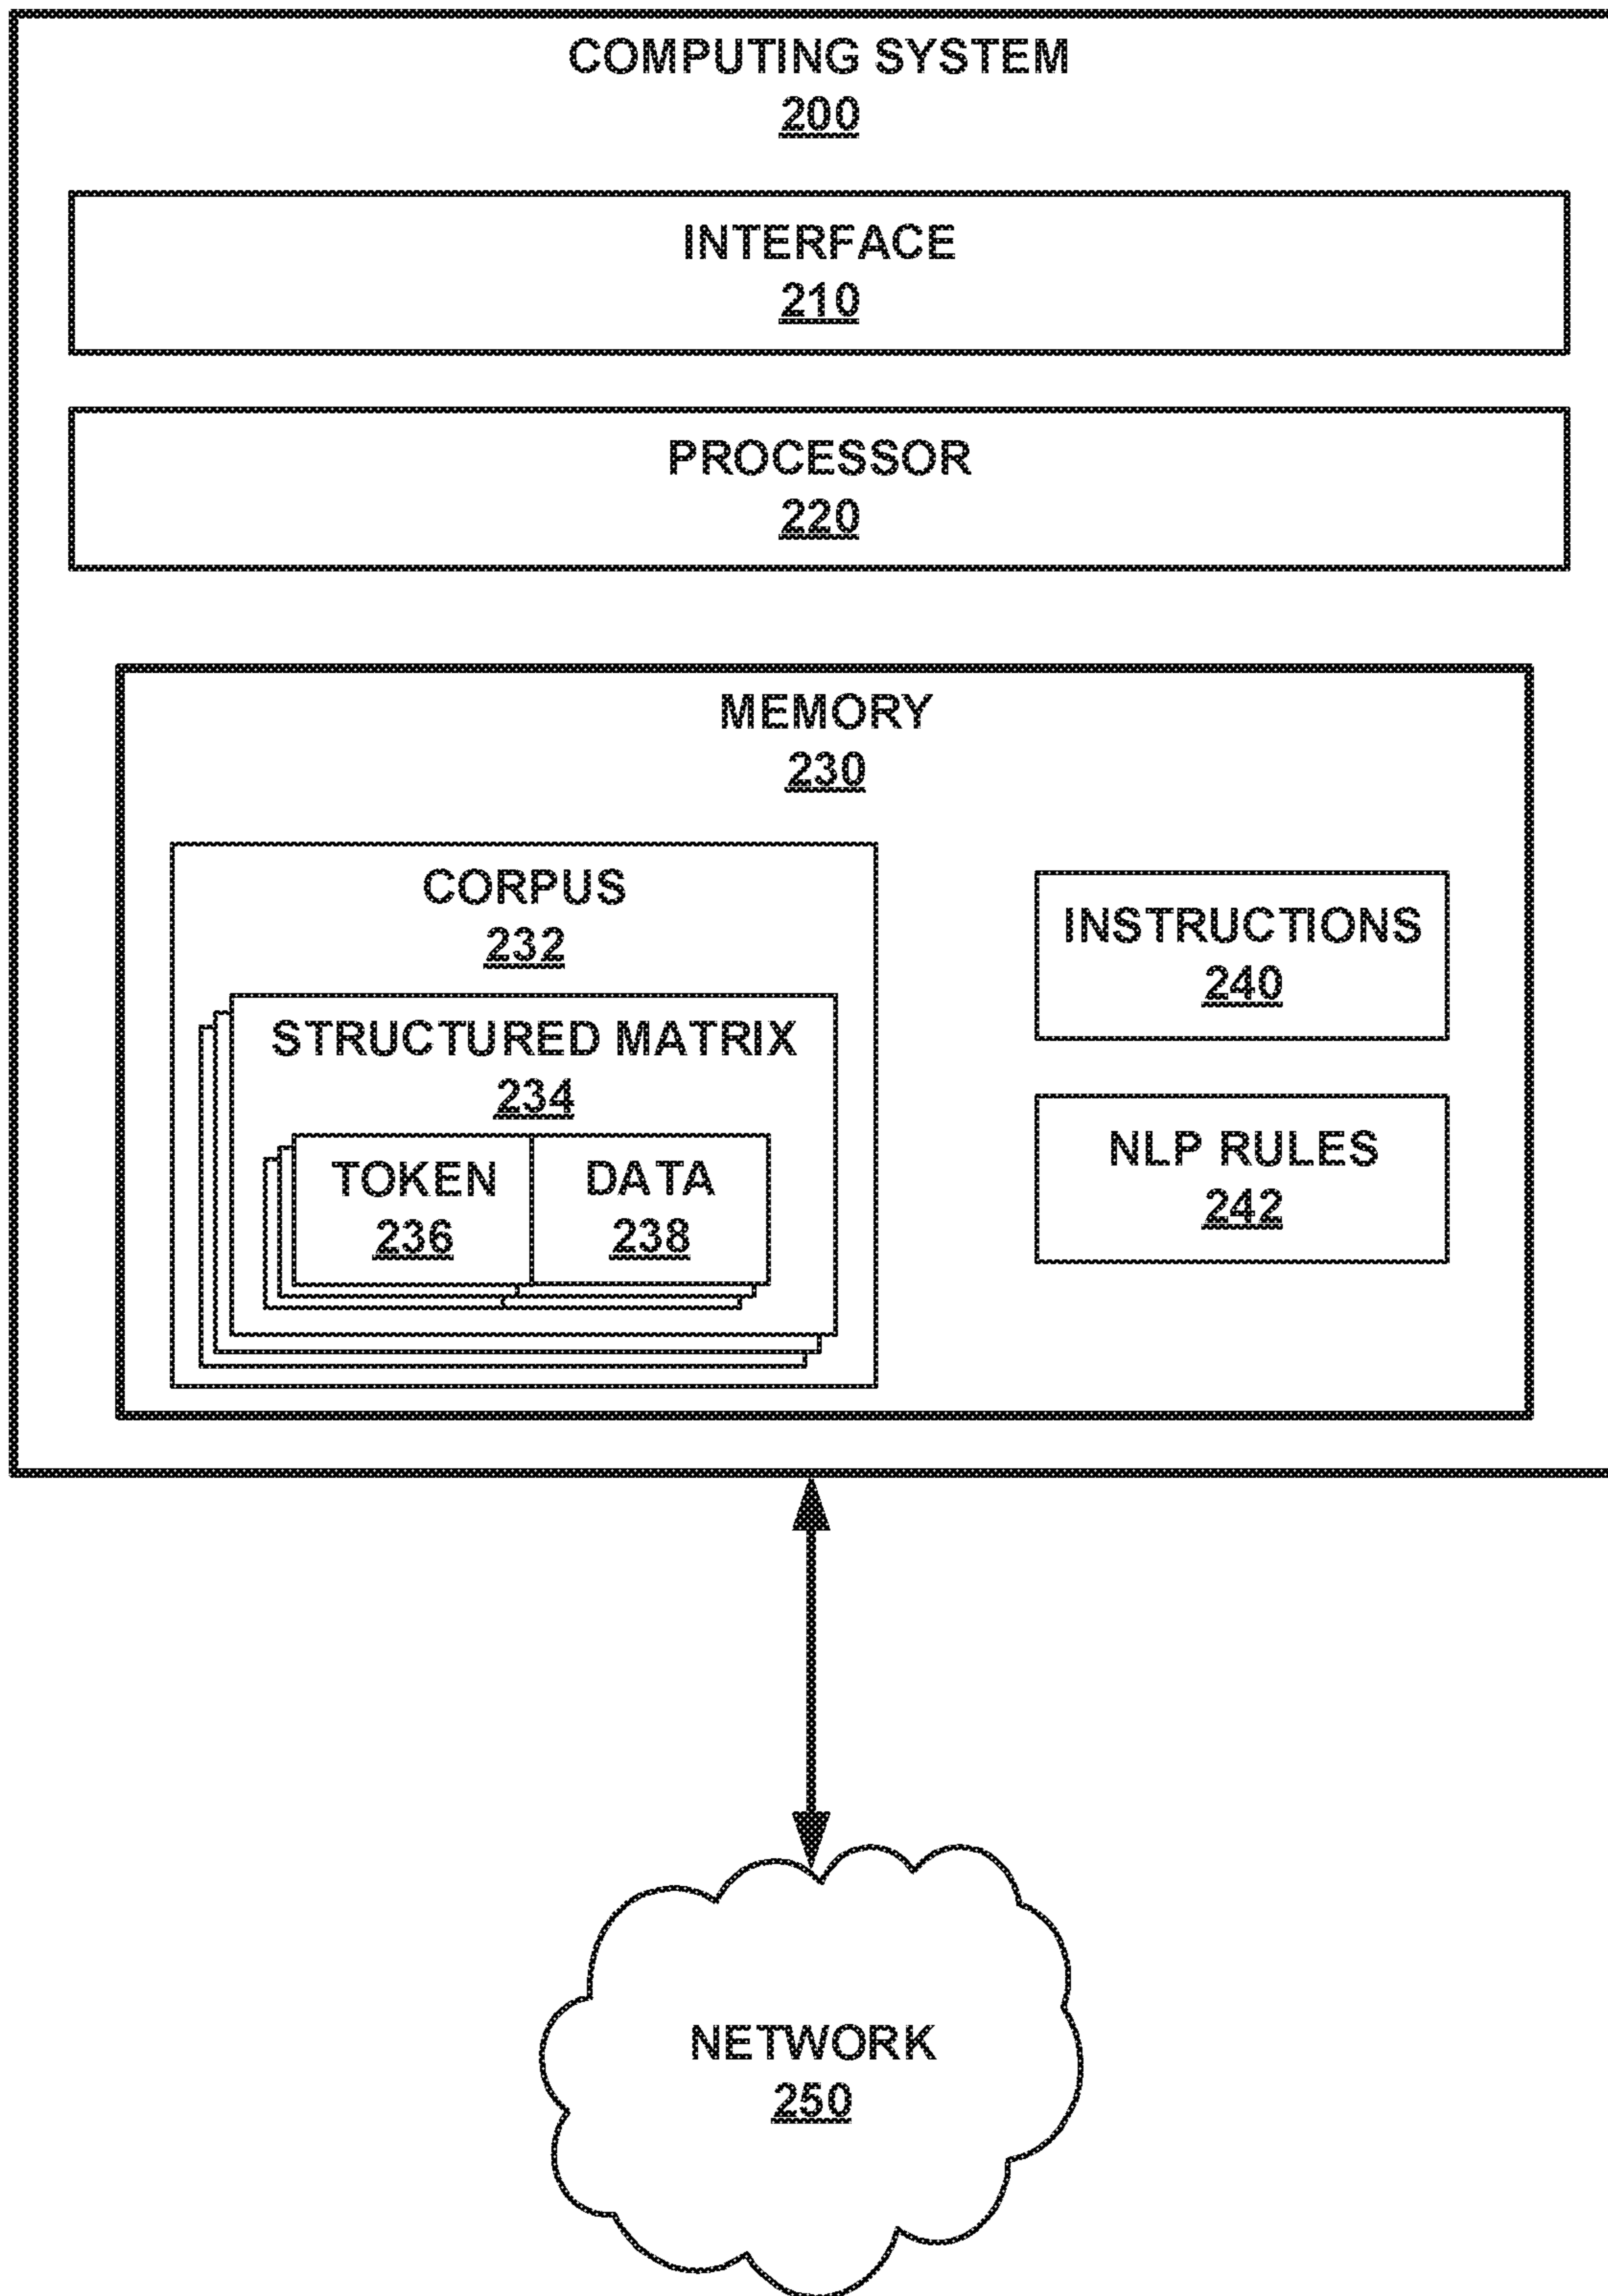 COMPUTING SYSTEM
200
INTERFACE
210
PROCESSOR
220
MEMORY
230
CORPUS
232
STRUCTURED MATRIX
234
TOKEN
236
DATA
238
INSTRUCTIONS
240
NLP RULES
242
NETWORK
250